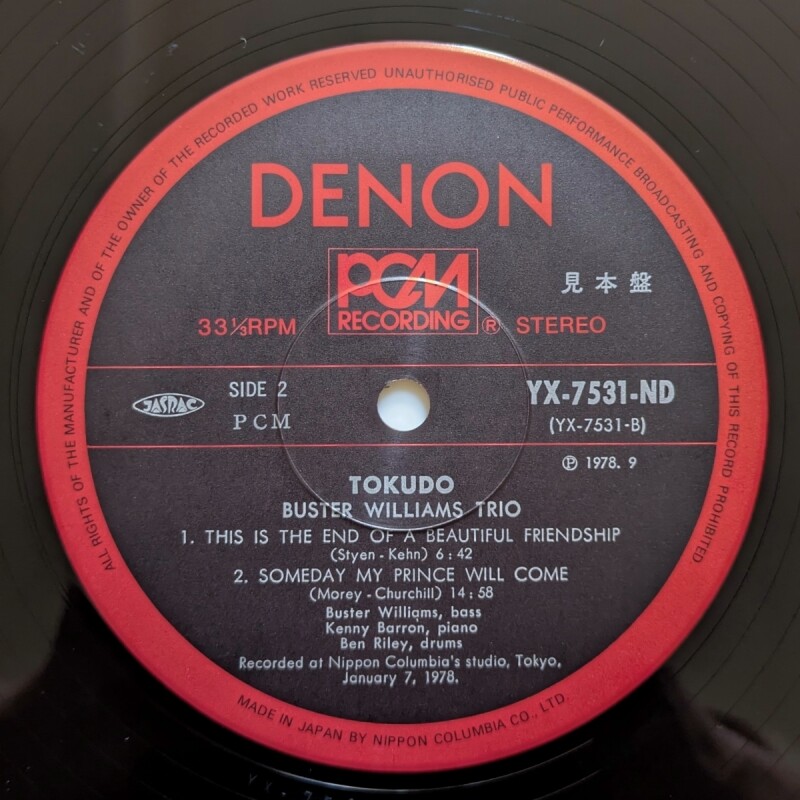 ALL RIGHTS OF THE MANUFACTURER AND OF THE OWNER OF THE RECORDED WORK RESERVED UNAUTHORISED PUBLIC PERFORMANCE BROADCASTING AND COPYING OF THIS RECORD PROHIBITED
DENON
PCM
RECORDING
見本盤
33⅓RPM
Ⓡ STEREO
JASRAC
SIDE 2
PCM
YX-7531-ND
(YX-7531-B)
Ⓟ 1978. 9
TOKUDO
BUSTER WILLIAMS TRIO
1. THIS IS THE END OF A BEAUTIFUL FRIENDSHIP
(Styen - Kehn) 6 : 42
2. SOMEDAY MY PRINCE WILL COME
(Morey - Churchill) 14 : 58
Buster Williams, bass
Kenny Barron, piano
Ben Riley, drums
Recorded at Nippon Columbia's studio, Tokyo,
January 7, 1978.
MADE IN JAPAN BY NIPPON COLUMBIA CO., LTD.